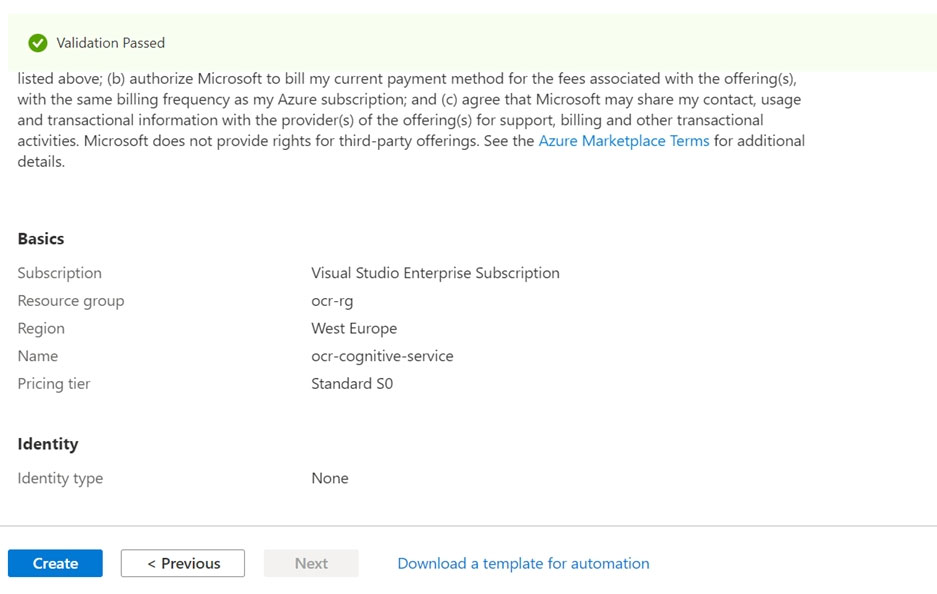 Validation Passed
listed above; (b) authorize Microsoft to bill my current payment method for the fees associated with the offering(s),
with the same billing frequency as my Azure subscription; and (c) agree that Microsoft may share my contact, usage
and transactional information with the provider(s) of the offering(s) for support, billing and other transactional
activities. Microsoft does not provide rights for third-party offerings. See the Azure Marketplace Terms for additional
details.
Basics
Subscription Visual Studio Enterprise Subscription
Resource group ocr-rg
Region West Europe
Name ocr-cognitive-service
Pricing tier Standard S0
Identity
Identity type None
Create < Previous Next Download a template for automation